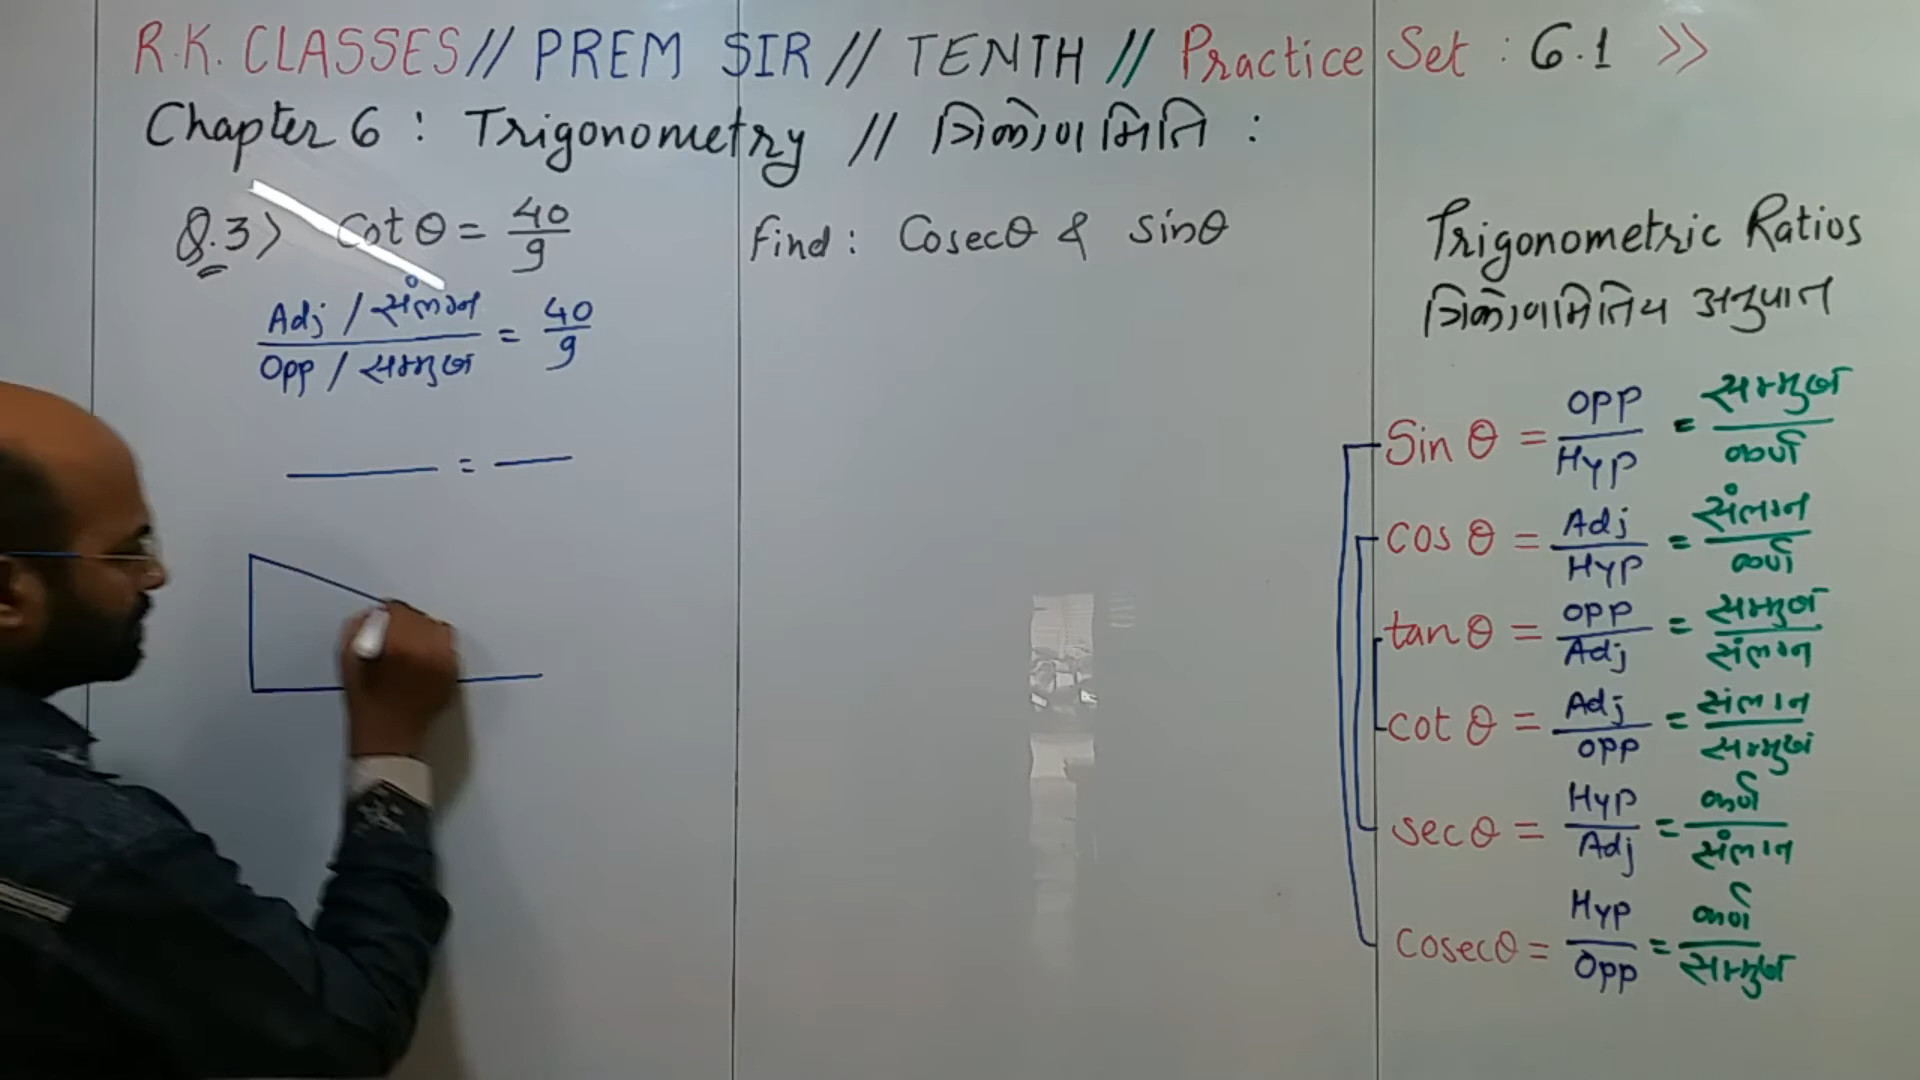 R.K. CLASSES // PREM SIR // TENTH // Practice Set : 6.1 >>
Chapter 6 : Trigonometry // त्रिकोणमिति :
Q.3> Cot θ = 40/9 Find : Cosecθ & sinθ
Adj / संलग्न / Opp / सम्मुख = 40/9
=
Trigonometric Ratios
त्रिकोणमितिय अनुपात
Sin θ = OPP/HYP = सम्मुख/कर्ण
cos θ = Adj/HYP = संलग्न/कर्ण
tan θ = OPP/Adj = सम्मुख/संलग्न
cot θ = Adj/OPP = संलग्न/सम्मुख
sec θ = HYP/Adj = कर्ण/संलग्न
cosec θ = HYP/OPP = कर्ण/सम्मुख